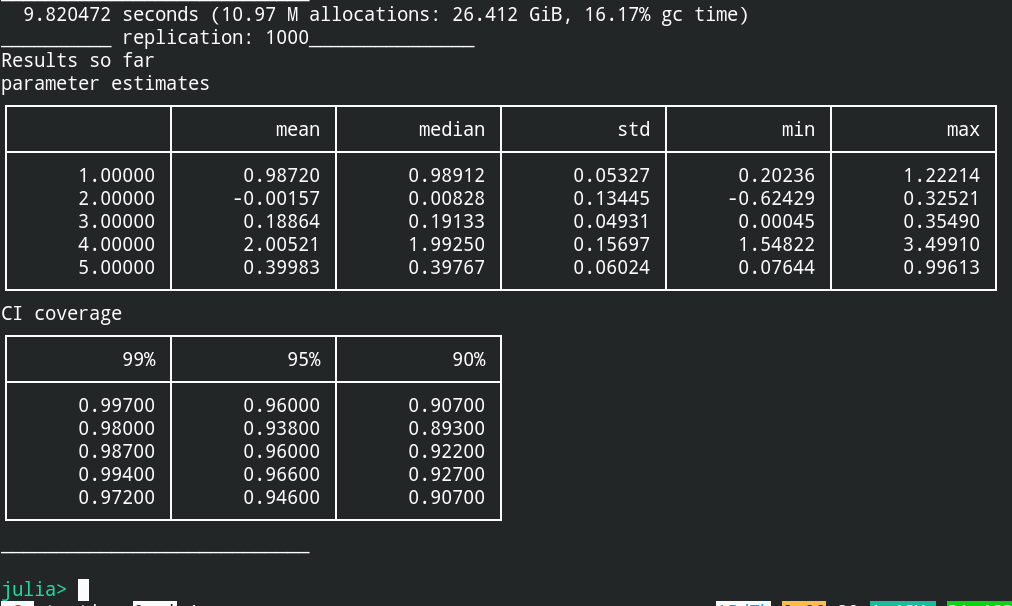 9.820472 seconds (10.97 M allocations: 26.412 GiB, 16.17% gc time)
__________ replication: 1000_______________
Results so far
parameter estimates
mean median std min max
1.00000 0.98720 0.98912 0.05327 0.20236 1.22214
2.00000 -0.00157 0.00828 0.13445 -0.62429 0.32521
3.00000 0.18864 0.19133 0.04931 0.00045 0.35490
4.00000 2.00521 1.99250 0.15697 1.54822 3.49910
5.00000 0.39983 0.39767 0.06024 0.07644 0.99613
CI coverage
99% 95% 90%
0.99700 0.96000 0.90700
0.98000 0.93800 0.89300
0.98700 0.96000 0.92200
0.99400 0.96600 0.92700
0.97200 0.94600 0.90700
____________________________
julia>